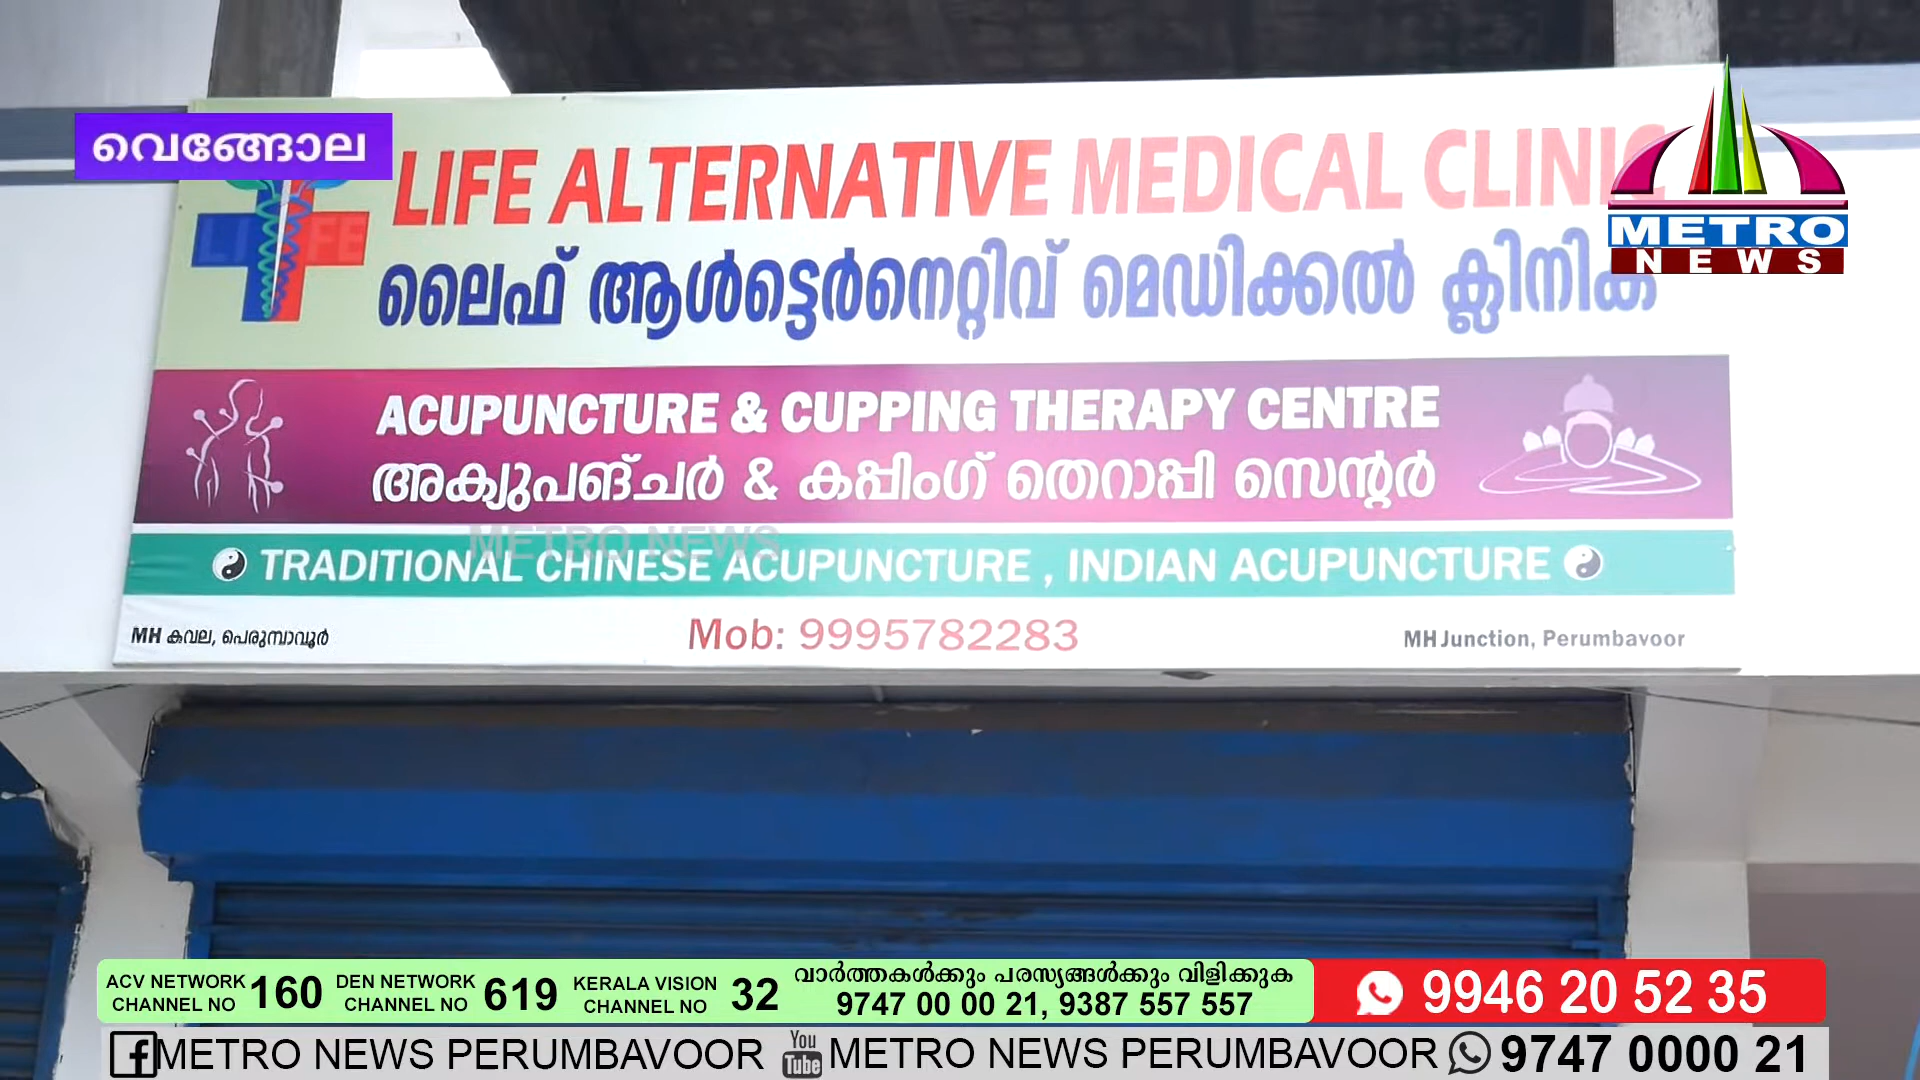 വെങ്ങോല
METRO
NEWS
LIFE
LIFE ALTERNATIVE MEDICAL CLINIC
ലൈഫ് ആൾട്ടെർനെറ്റിവ് മെഡിക്കൽ ക്ലിനിക്
ACUPUNCTURE & CUPPING THERAPY CENTRE
അക്യുപങ്ചർ & കപ്പിംഗ് തെറാപ്പി സെന്റർ
METRO NEWS
TRADITIONAL CHINESE ACUPUNCTURE , INDIAN ACUPUNCTURE
MH കവല, പെരുമ്പാവൂർ
Mob: 9995782283
MH Junction, Perumbavoor
ACV NETWORK CHANNEL NO 160
DEN NETWORK CHANNEL NO 619
KERALA VISION CHANNEL NO 32
വാർത്തകൾക്കും പരസ്യങ്ങൾക്കും വിളിക്കുക
9747 00 00 21, 9387 557 557
9946 20 52 35
METRO NEWS PERUMBAVOOR
You Tube METRO NEWS PERUMBAVOOR
9747 0000 21